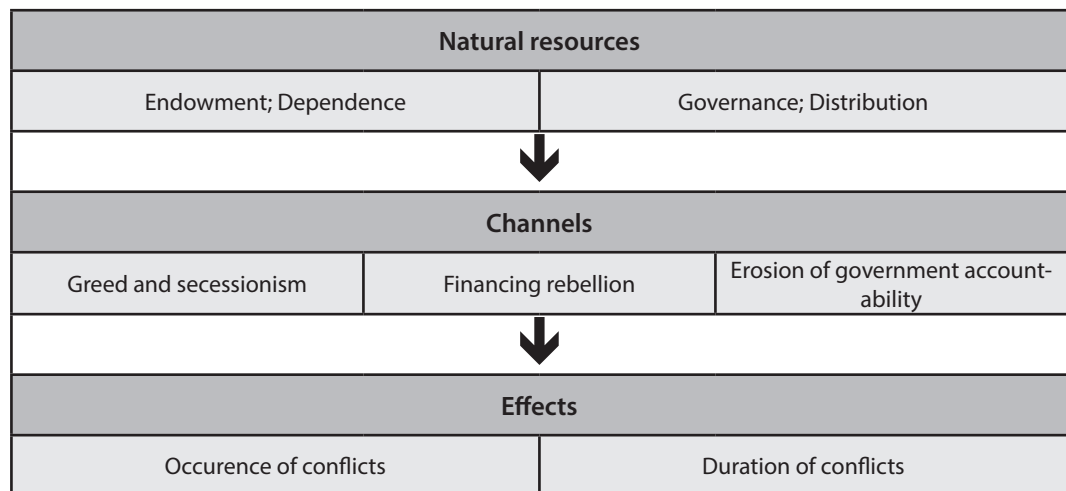 Natural resources
Endowment; Dependence
Governance; Distribution
Channels
Greed and secessionism
Financing rebellion
Erosion of government account-
ability
Effects
Occurence of conflicts
Duration of conflicts